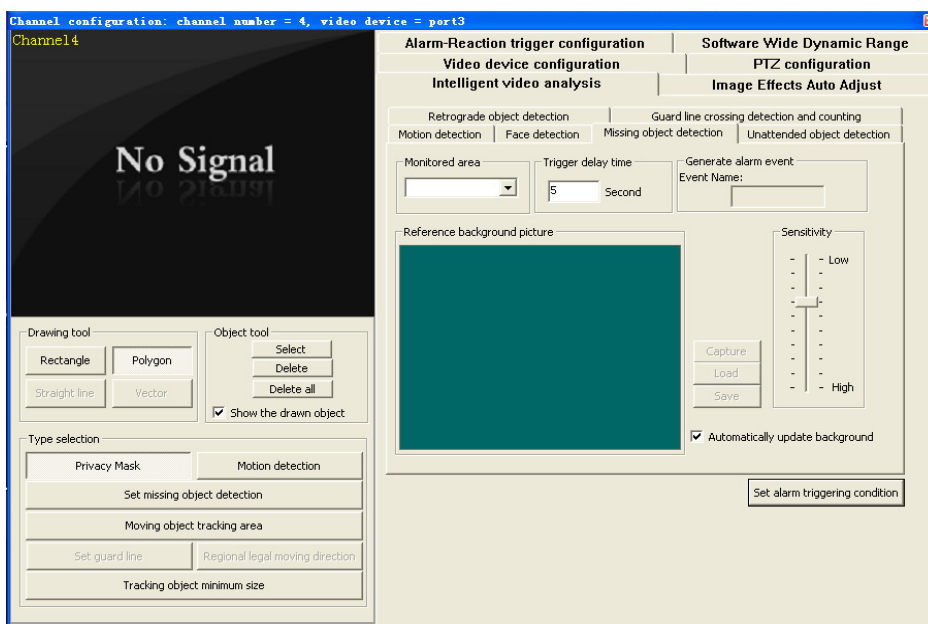 Channel configuration: channel number = 4, video device = port3
Channel4
No Signal
Alarm-Reaction trigger configuration
Software Wide Dynamic Range
Video device configuration
PTZ configuration
Intelligent video analysis
Image Effects Auto Adjust
Retrograde object detection
Guard line crossing detection and counting
Motion detection
Face detection
Missing object detection
Unattended object detection
Monitored area
Trigger delay time
5
Second
Generate alarm event
Event Name:
Reference background picture
Sensitivity
Low
High
Capture
Load
Save
Automatically update background
Set alarm triggering condition
Drawing tool
Rectangle
Polygon
Straight line
Vector
Object tool
Select
Delete
Delete all
Show the drawn object
Type selection
Privacy Mask
Motion detection
Set missing object detection
Moving object tracking area
Set guard line
Regional legal moving direction
Tracking object minimum size